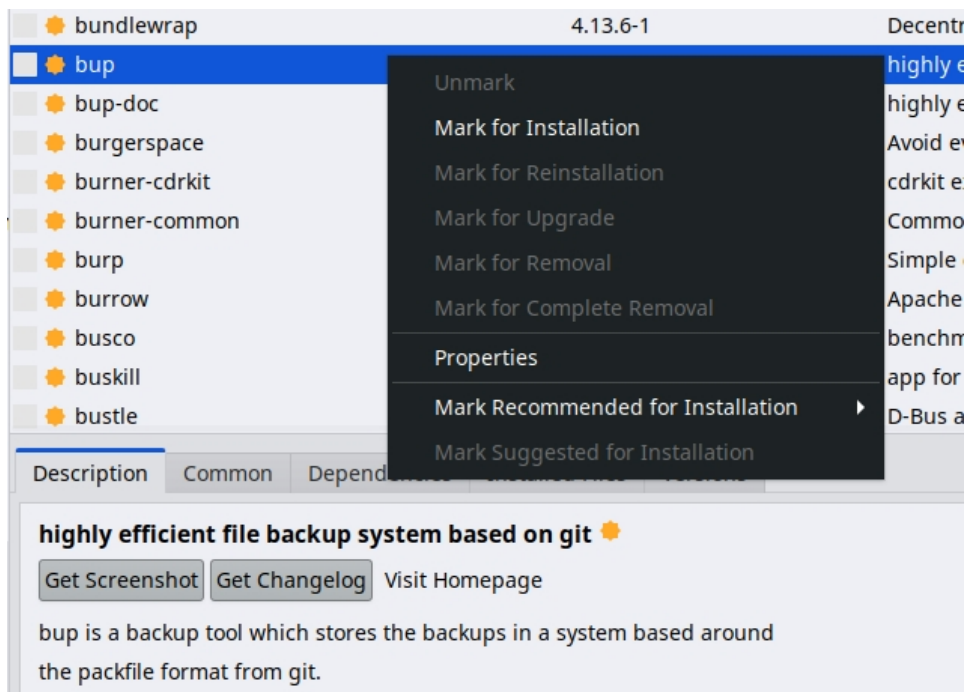 bundlewrap 4.13.6-1 Decentr
bup highly e
bup-doc highly e
burgerspace Avoid ev
burner-cdrkit cdrkit e
burner-common Commo
burp Simple
burrow Apache
busco benchm
buskill app for
bustle D-Bus a
Unmark
Mark for Installation
Mark for Reinstallation
Mark for Upgrade
Mark for Removal
Mark for Complete Removal
Properties
Mark Recommended for Installation
Mark Suggested for Installation
Description Common Dependencies Installed Files Versions
highly efficient file backup system based on git
Get Screenshot Get Changelog Visit Homepage
bup is a backup tool which stores the backups in a system based around
the packfile format from git.